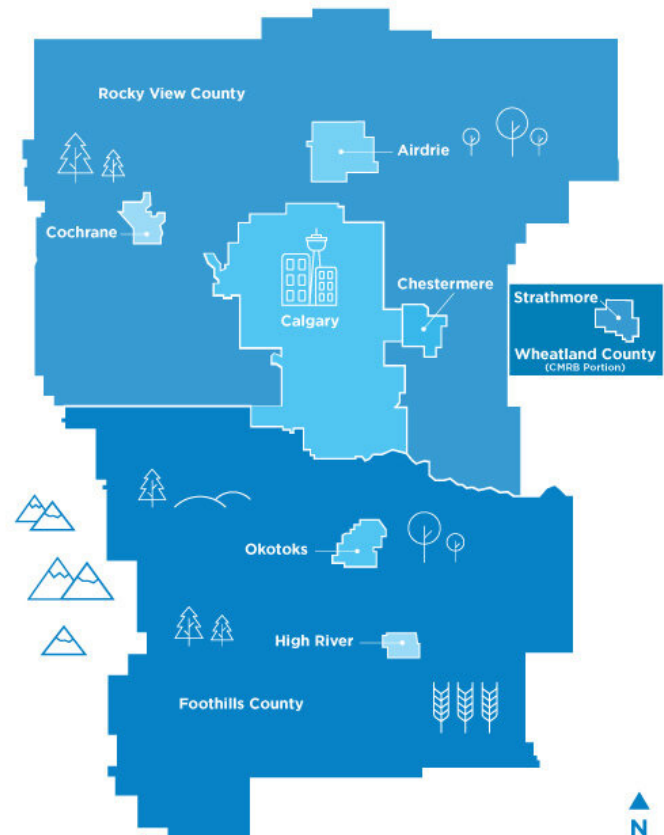 Rocky View County
Airdrie
Cochrane
Chestermere
Strathmore
Calgary
Wheatland County
(CMRB Portion)
Okotoks
High River
Foothills County
N